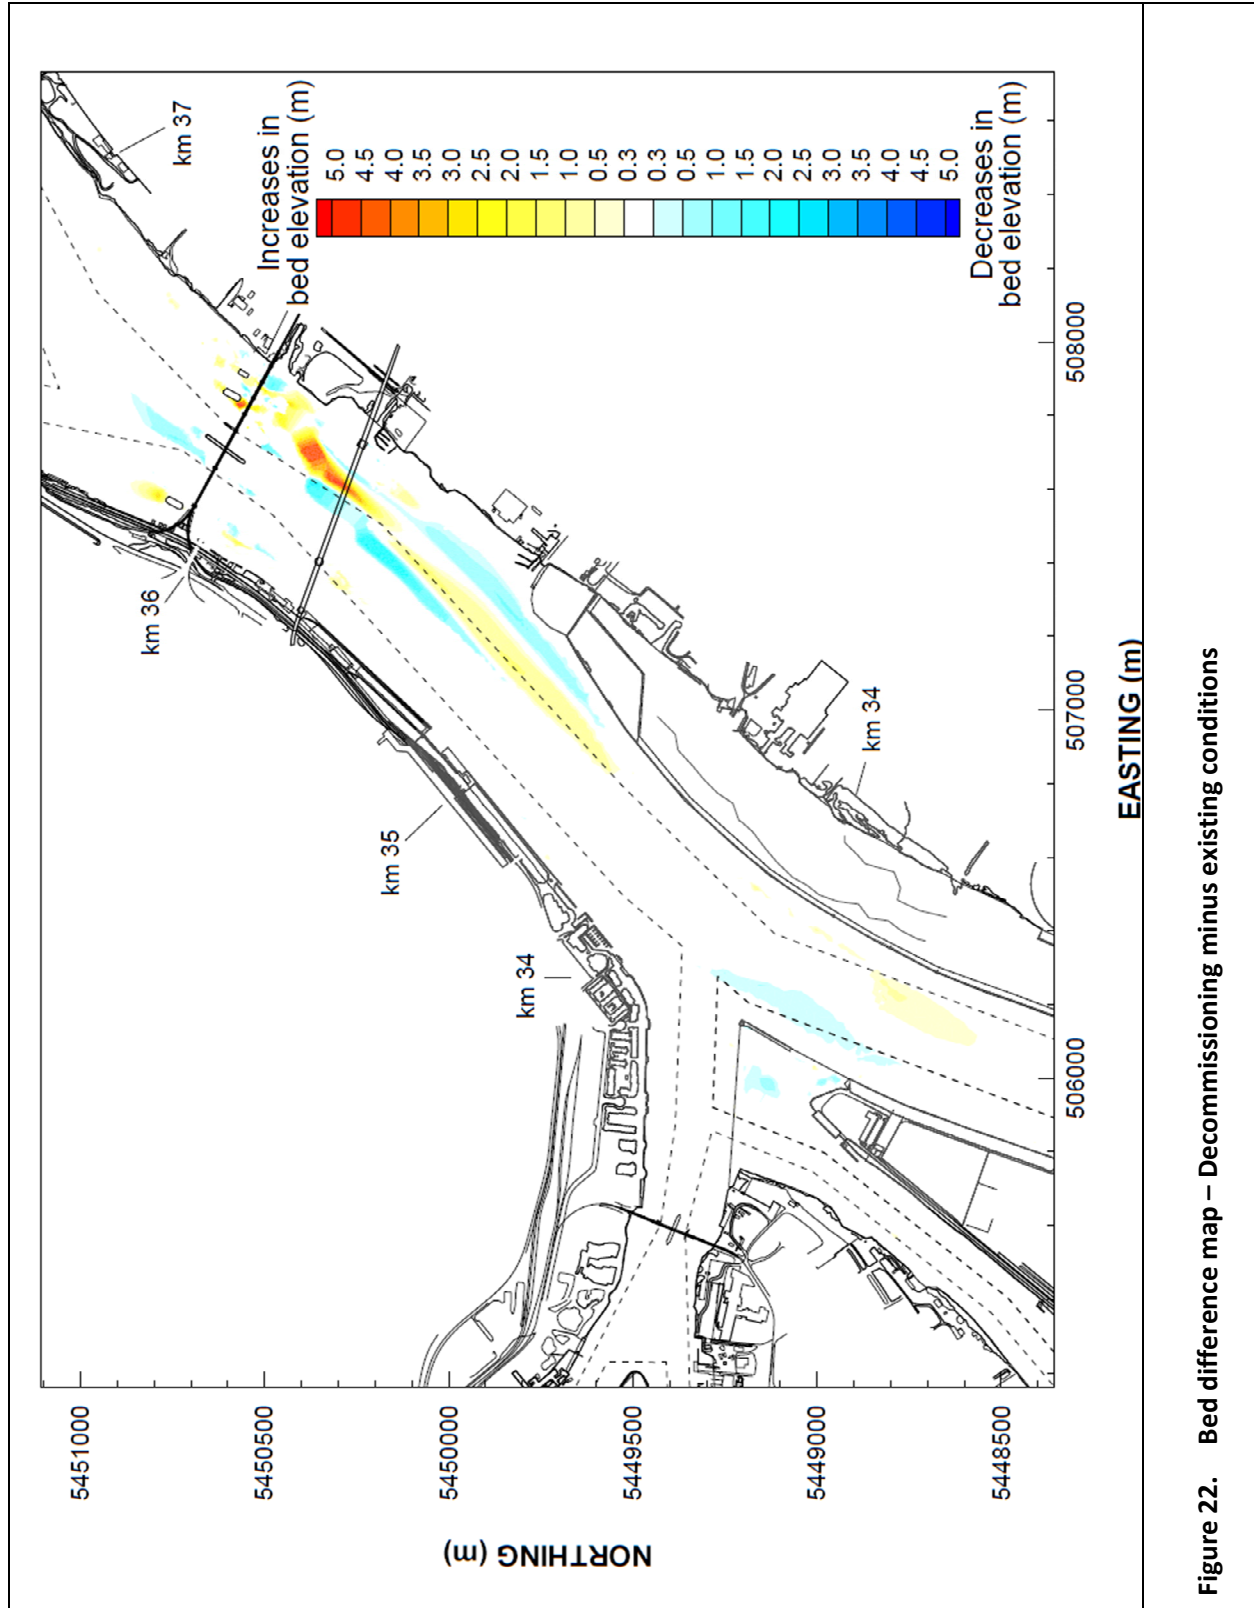 km 37
Increases in
bed elevation (m)
5.0
4.5
4.0
3.5
3.0
2.5
2.0
1.5
1.0
0.5
0.3
0.3
0.5
1.0
1.5
2.0
2.5
3.0
3.5
4.0
4.5
5.0
Decreases in
bed elevation (m)
km 36
km 35
km 34
km 34
5451000
5450500
5450000
5449500
5449000
5448500
NORTHING (m)
506000
507000
508000
EASTING (m)
Figure 22. Bed difference map – Decommissioning minus existing conditions